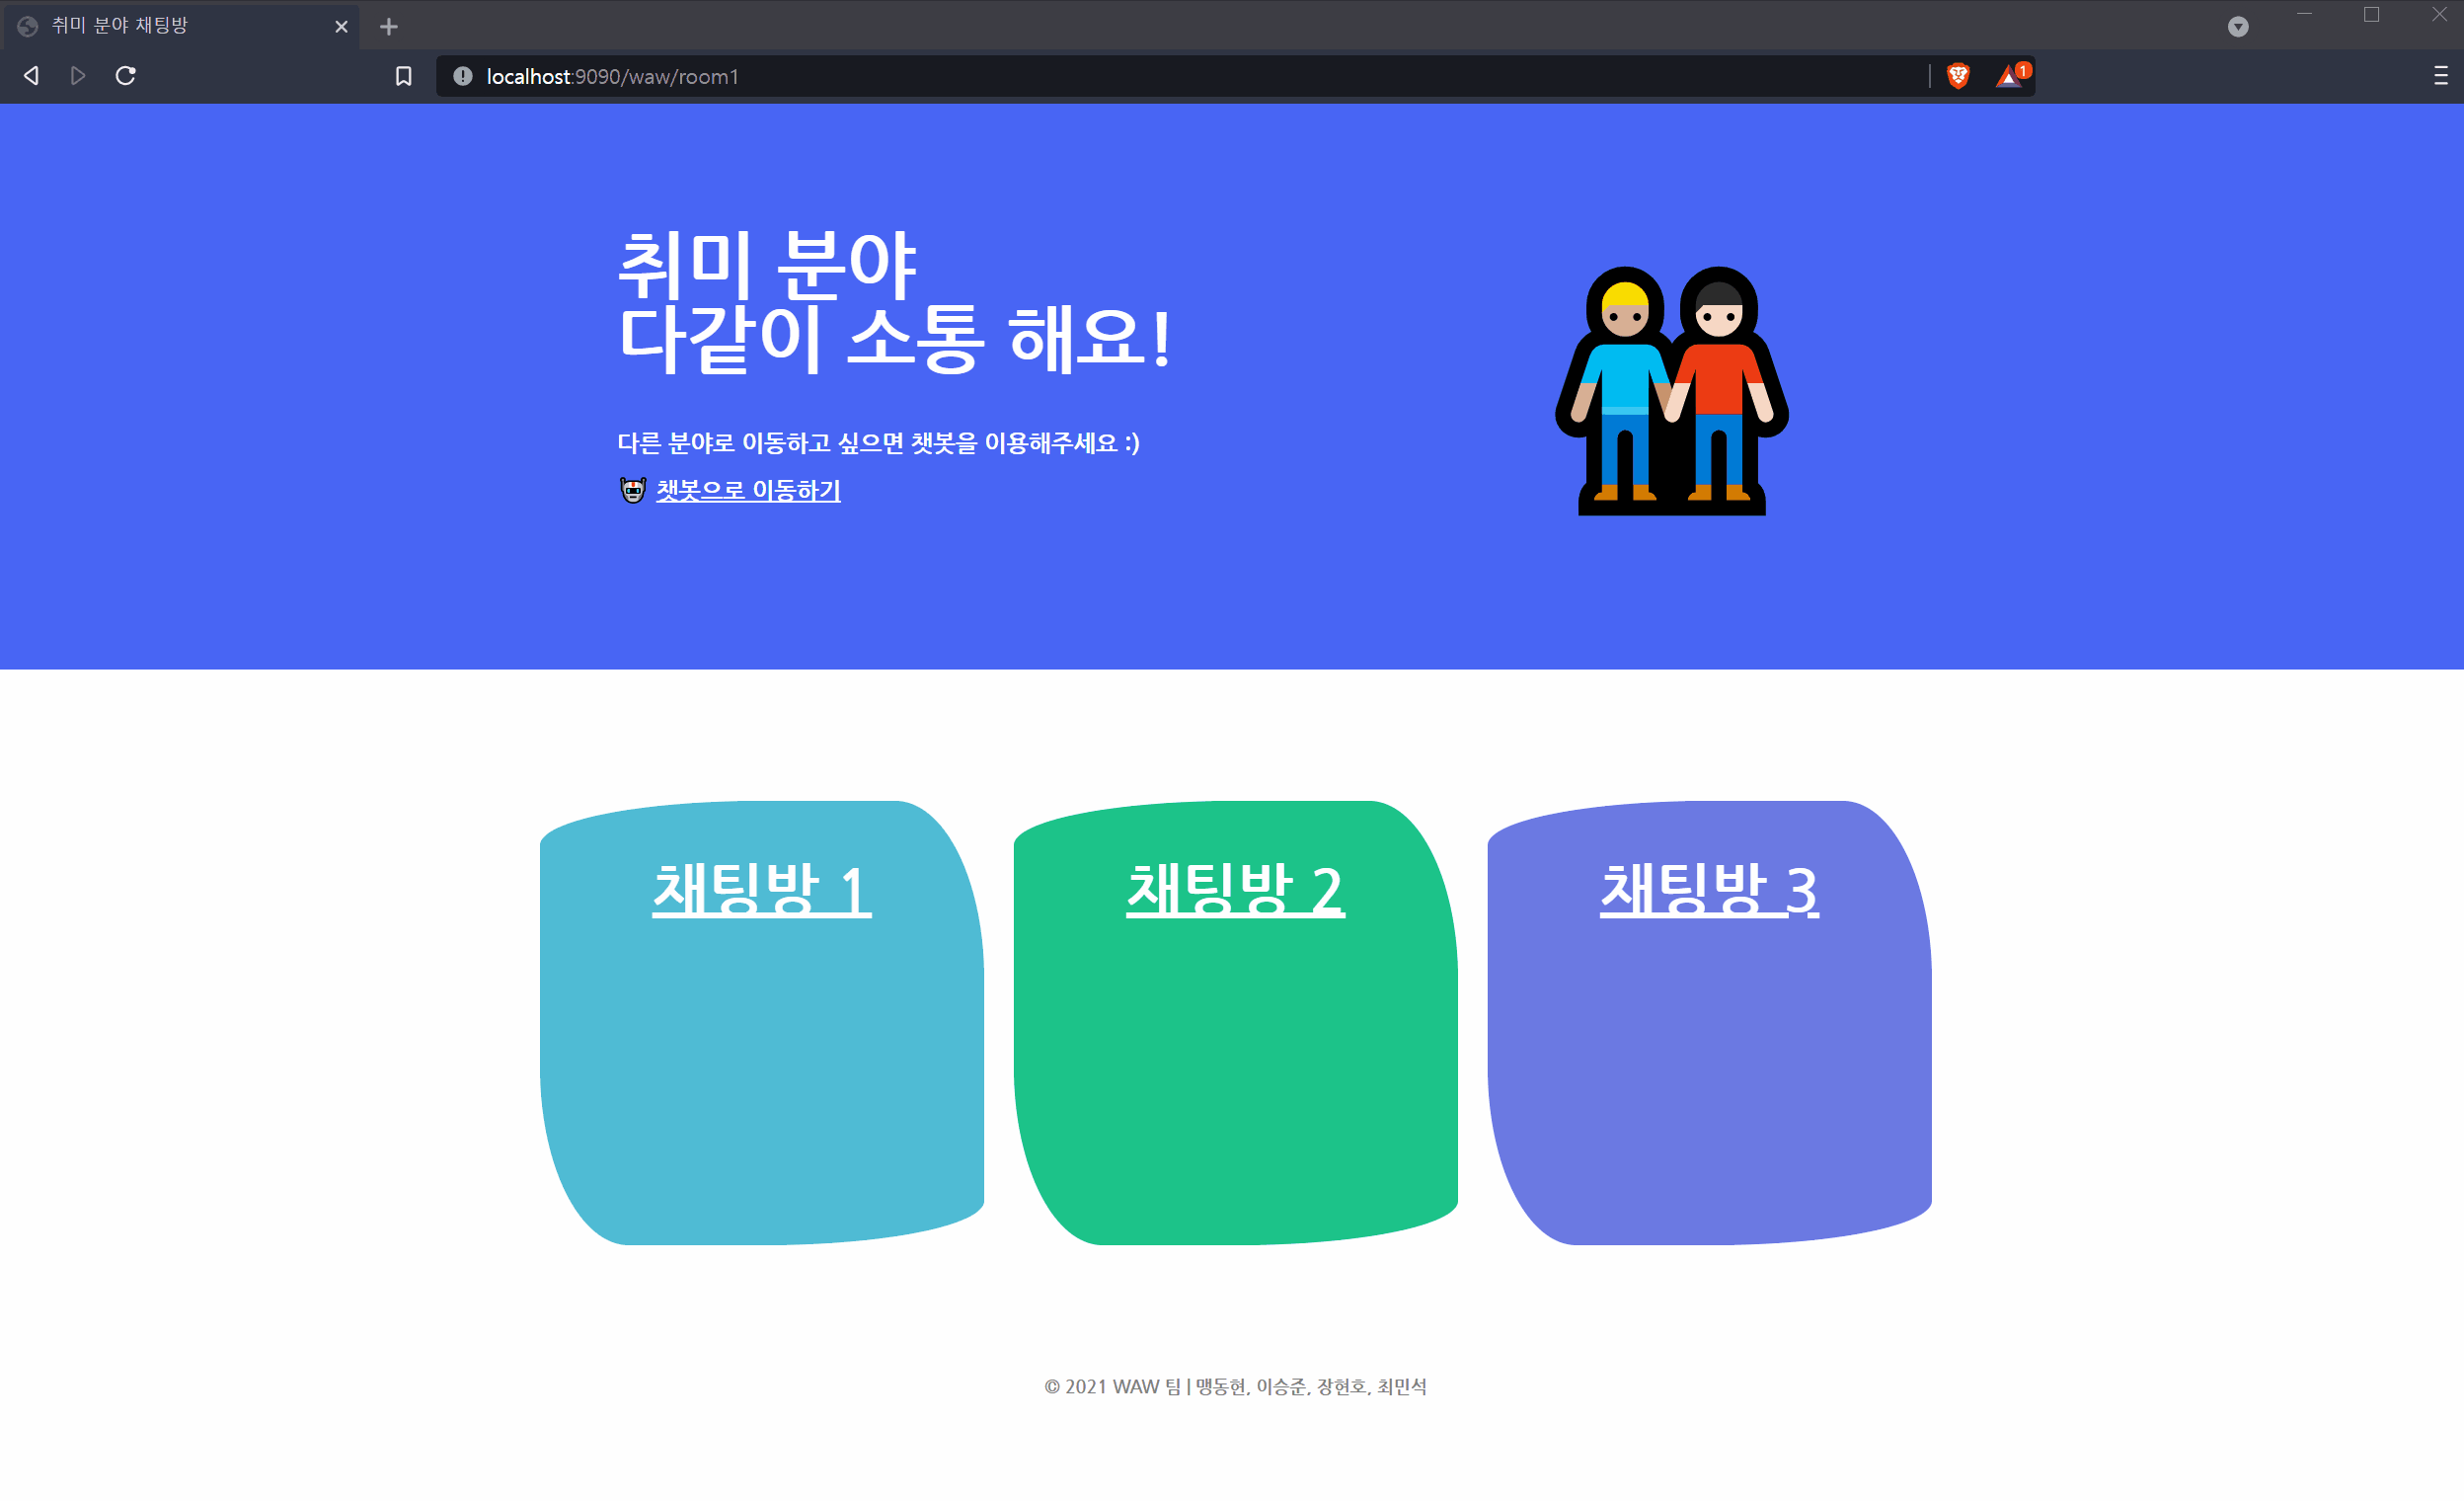 취미 분야 채팅방
localhost:9090/waw/room1
1
취미 분야
다같이 소통 해요!
다른 분야로 이동하고 싶으면 챗봇을 이용해주세요 :)
챗봇으로 이동하기
채팅방 1
채팅방 2
채팅방 3
© 2021 WAW 팀 | 맹동현, 이승준, 장현호, 최민석